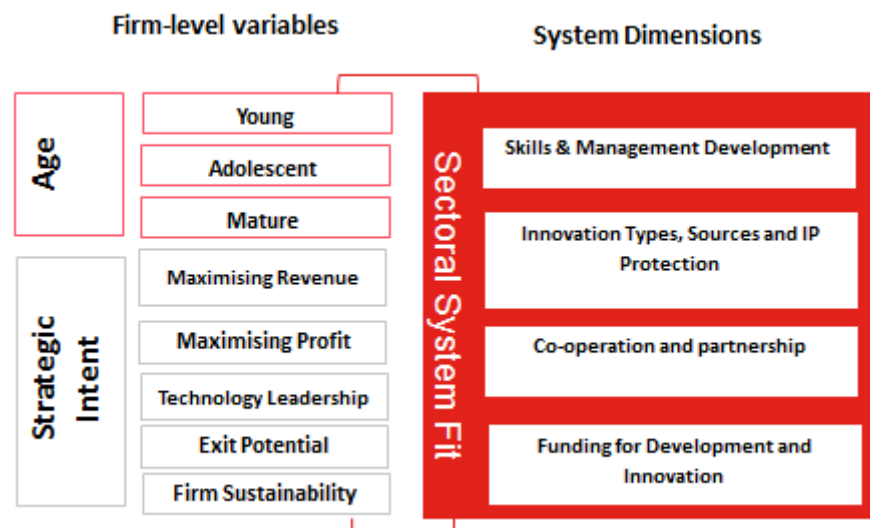 Firm-level variables
System Dimensions
Age
Young
Adolescent
Mature
Strategic
Intent
Maximising Revenue
Maximising Profit
Technology Leadership
Exit Potential
Firm Sustainability
Sectoral System Fit
Skills & Management Development
Innovation Types, Sources and IP
Protection
Co-operation and partnership
Funding for Development and
Innovation